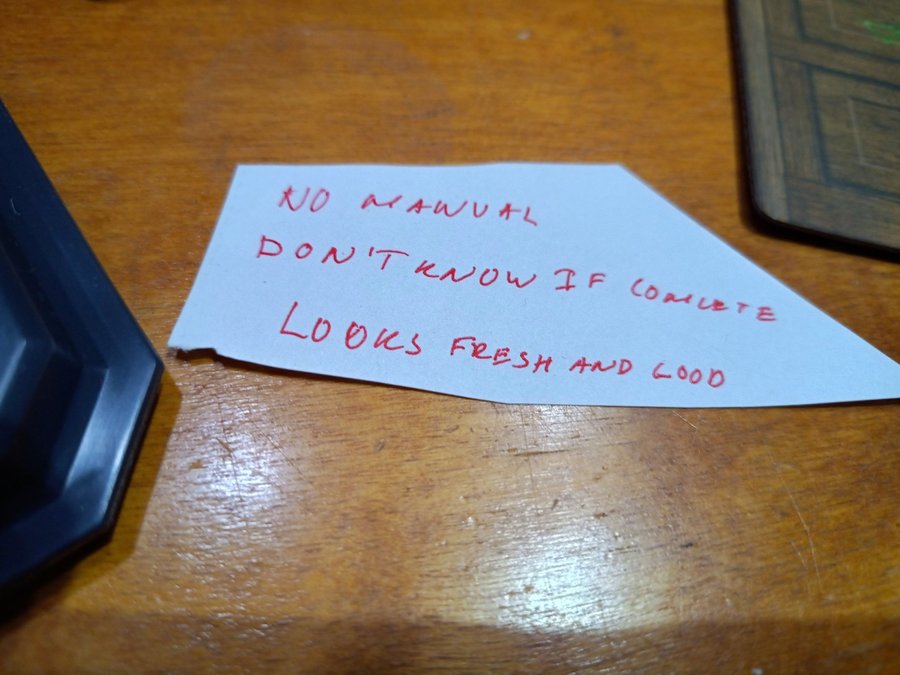 NO MANUAL
DON'T KNOW IF COMLETE
LOOKS FRESH AND GOOD